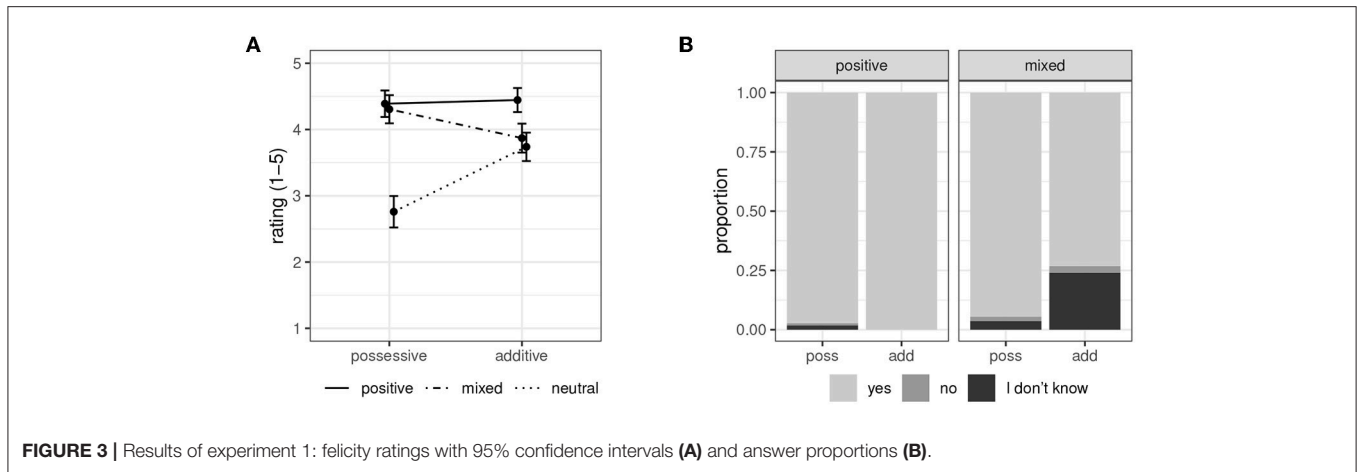 A
5
4
3
2
1
rating (1−5)
possessive additive
positive mixed neutral
B
positive mixed
1.00
0.75
0.50
0.25
0.00
proportion
poss add poss add
yes no I don't know
FIGURE 3 | Results of experiment 1: felicity ratings with 95% confidence intervals (A) and answer proportions (B).